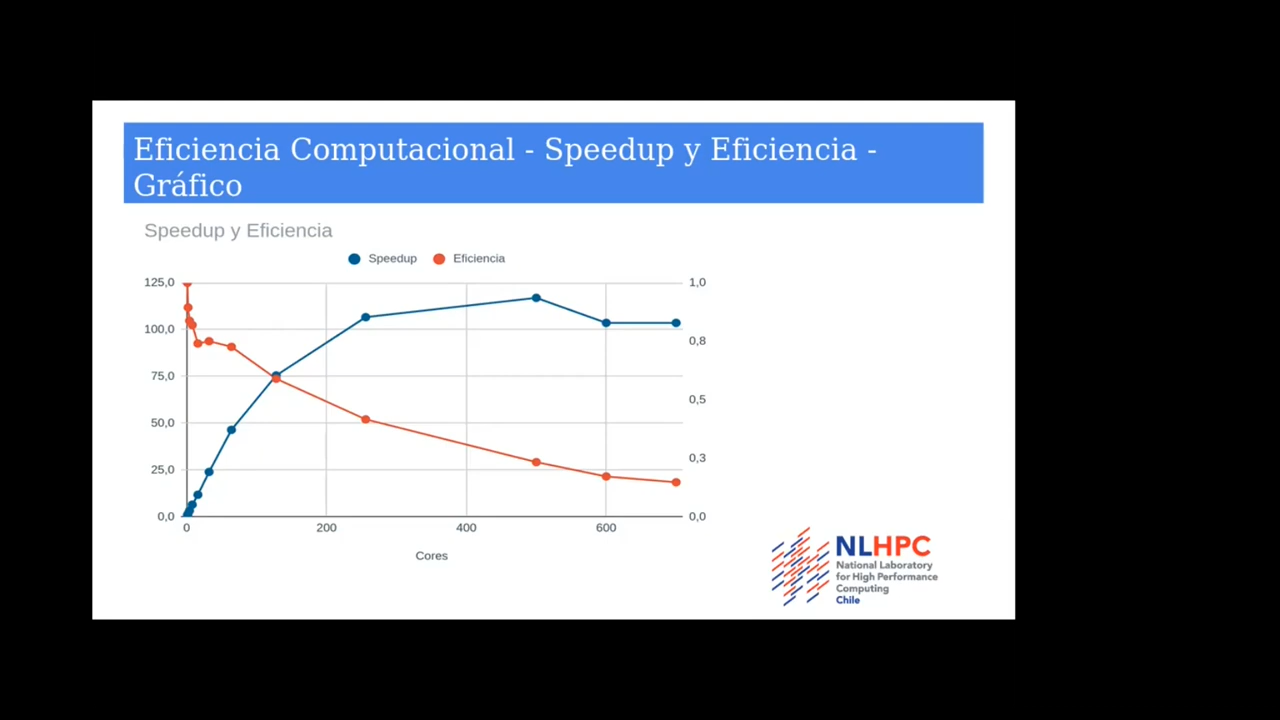 Eficiencia Computacional - Speedup y Eficiencia -
Gráfico
Speedup y Eficiencia
Speedup Eficiencia
125,0
100,0
75,0
50,0
25,0
0,0
1,0
0,8
0,5
0,3
0,0
0 200 400 600
Cores
NLHPC
National Laboratory
for High Performance
Computing
Chile